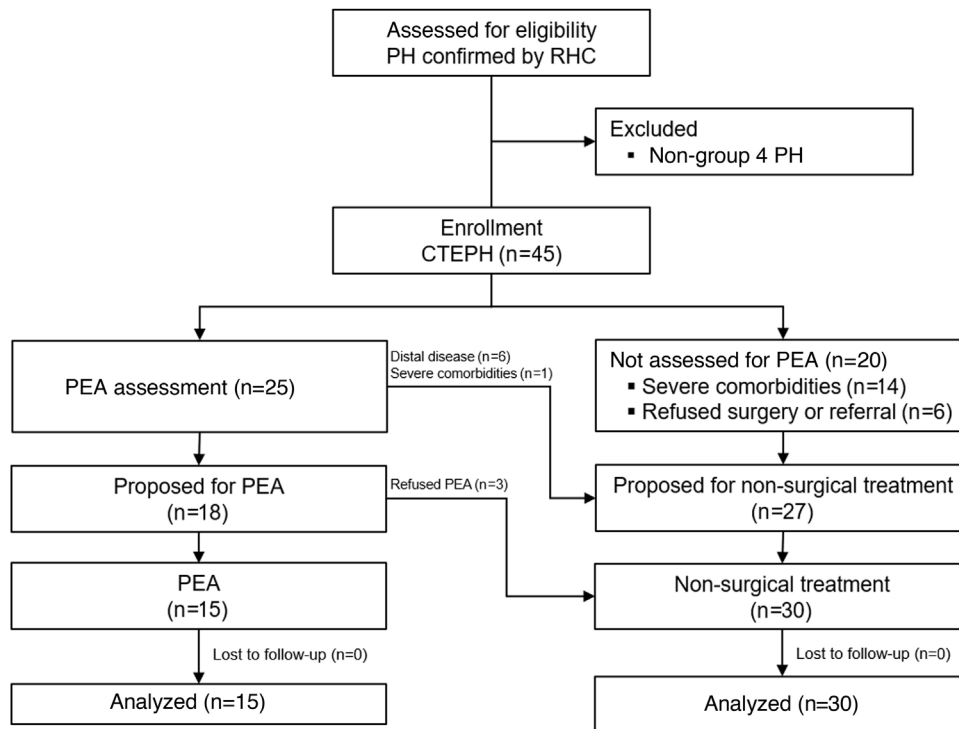 Assessed for eligibility
PH confirmed by RHC
Excluded
▪ Non-group 4 PH
Enrollment
CTEPH (n=45)
PEA assessment (n=25)
Distal disease (n=6)
Severe comorbidities (n=1)
Not assessed for PEA (n=20)
▪ Severe comorbidities (n=14)
▪ Refused surgery or referral (n=6)
Proposed for PEA
(n=18)
Refused PEA (n=3)
Proposed for non-surgical treatment
(n=27)
PEA
(n=15)
Non-surgical treatment
(n=30)
Lost to follow-up (n=0)
Lost to follow-up (n=0)
Analyzed (n=15)
Analyzed (n=30)